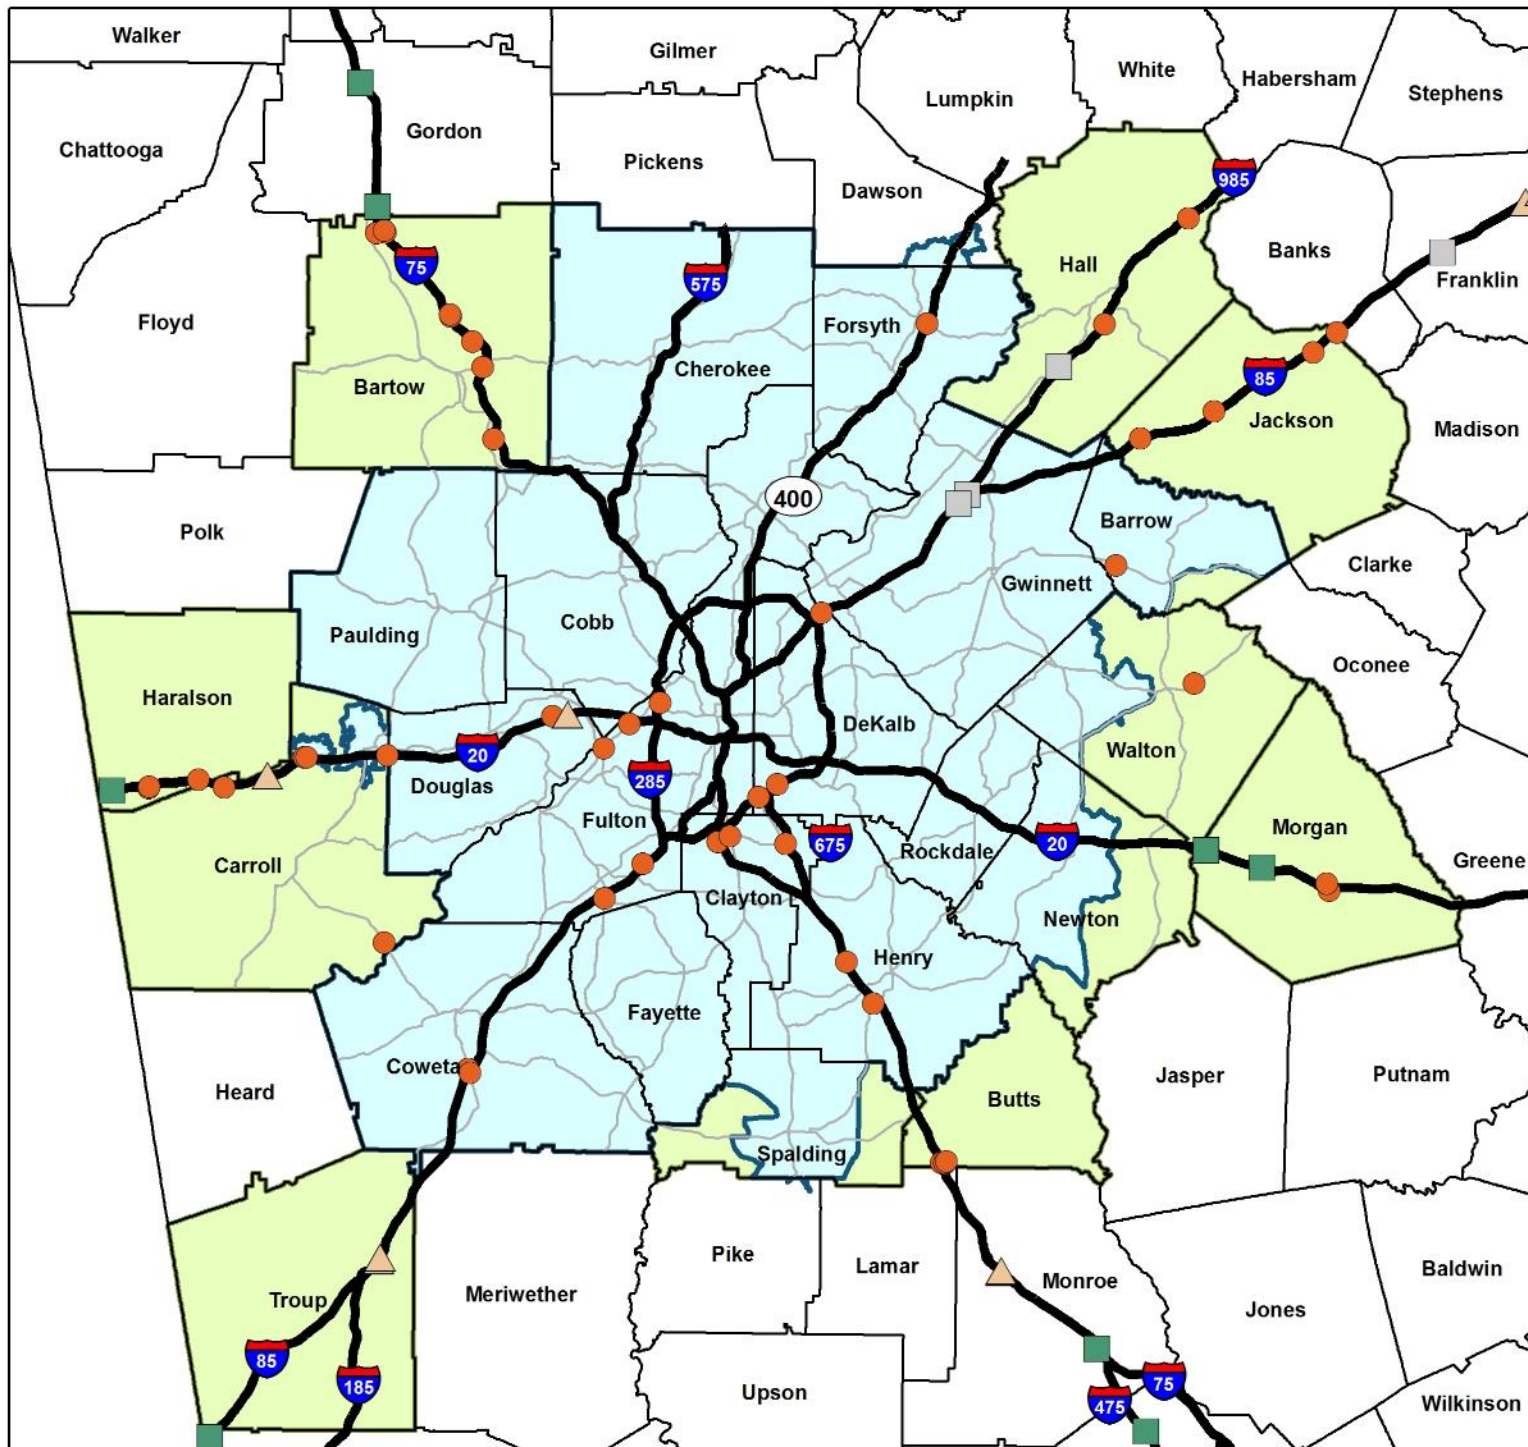 Walker
Gilmer
White
Habersham
Stephens
Lumpkin
Chattooga
Gordon
Pickens
Dawson
985
Banks
Franklin
Hall
75
575
Floyd
Forsyth
Cherokee
Bartow
85
Jackson
Madison
400
Polk
Barrow
Clarke
Gwinnett
Paulding
Cobb
Oconee
Haralson
DeKalb
Walton
20
Douglas
285
Fulton
675
20
Rockdale
Morgan
Greene
Carroll
Clayton
Newton
Henry
Fayette
Coweta
Heard
Jasper
Putnam
Butts
Spalding
Pike
Lamar
Monroe
Baldwin
Meriwether
Troup
Jones
85
185
75
475
Upson
Wilkinson